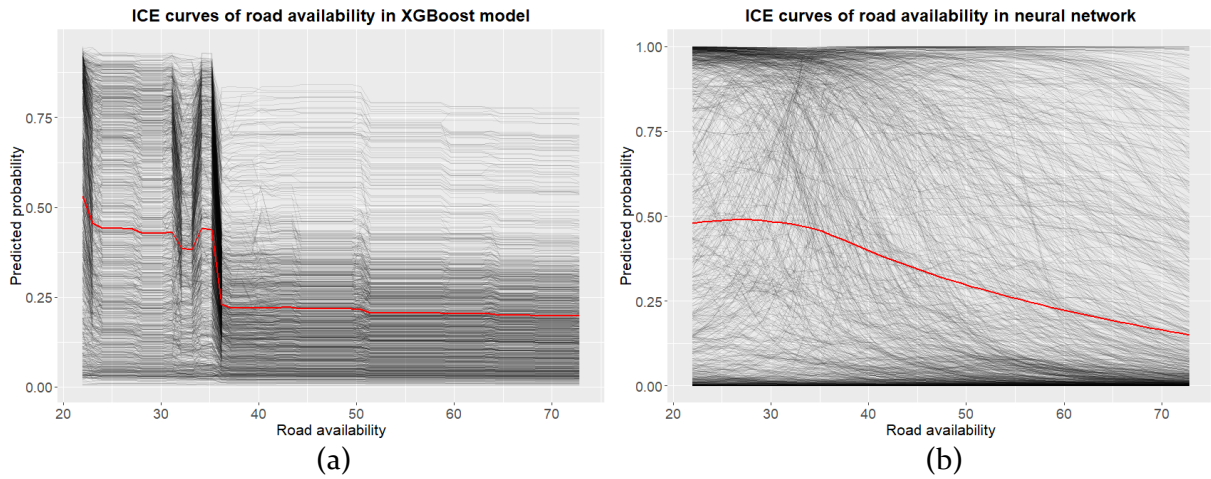 ICE curves of road availability in XGBoost model
Predicted probability
0.75
0.50
0.25
0.00
20 30 40 50 60 70
Road availability
(a)
ICE curves of road availability in neural network
Predicted probability
1.00
0.75
0.50
0.25
0.00
20 30 40 50 60 70
Road availability
(b)